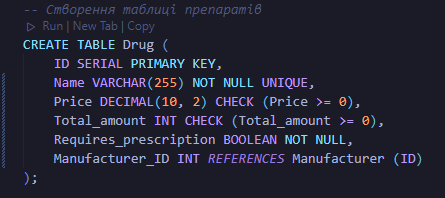 -- Створення таблиці препаратів
Run | New Tab | Copy
CREATE TABLE Drug (
ID SERIAL PRIMARY KEY,
Name VARCHAR(255) NOT NULL UNIQUE,
Price DECIMAL(10, 2) CHECK (Price >= 0),
Total_amount INT CHECK (Total_amount >= 0),
Requires_prescription BOOLEAN NOT NULL,
Manufacturer_ID INT REFERENCES Manufacturer (ID)
);